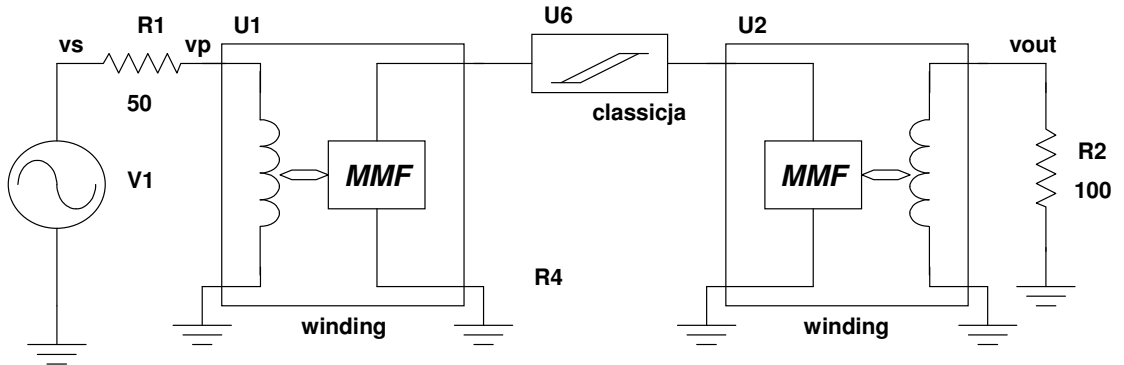 U6
R1
U1
U2
vs
vp
vout
50
classicja
V1
MMF
MMF
R2
100
R4
winding
winding